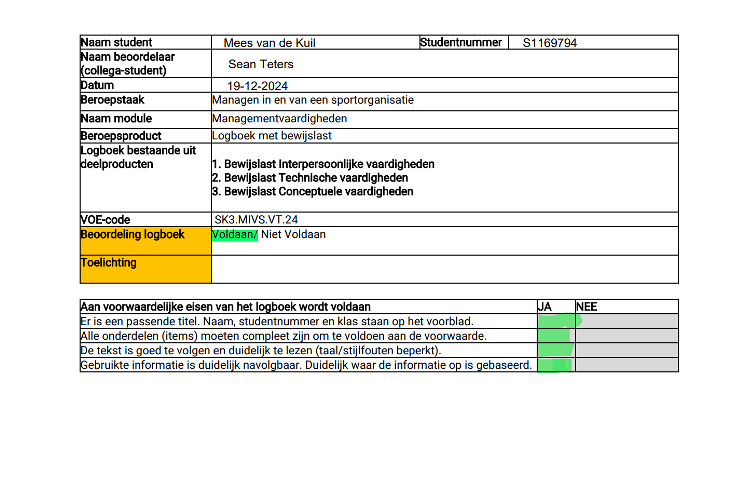 Naam student Mees van de Kuil Studentnummer S1169794
Naam beoordelaar
(collega-student) Sean Teters
Datum 19-12-2024
Beroepstaak Managen in en van een sportorganisatie
Naam module Managementvaardigheden
Beroepsproduct Logboek met bewijslast
Logboek bestaande uit
deelproducten
1. Bewijslast Interpersoonlijke vaardigheden
2. Bewijslast Technische vaardigheden
3. Bewijslast Conceptuele vaardigheden
VOE-code SK3.MIVS.VT.24
Beoordeling logboek Voldaan/ Niet Voldaan
Toelichting
Aan voorwaardelijke eisen van het logboek wordt voldaan JA NEE
Er is een passende titel. Naam, studentnummer en klas staan op het voorblad.
Alle onderdelen (items) moeten compleet zijn om te voldoen aan de voorwaarde.
De tekst is goed te volgen en duidelijk te lezen (taal/stijlfouten beperkt).
Gebruikte informatie is duidelijk navolgbaar. Duidelijk waar de informatie op is gebaseerd.